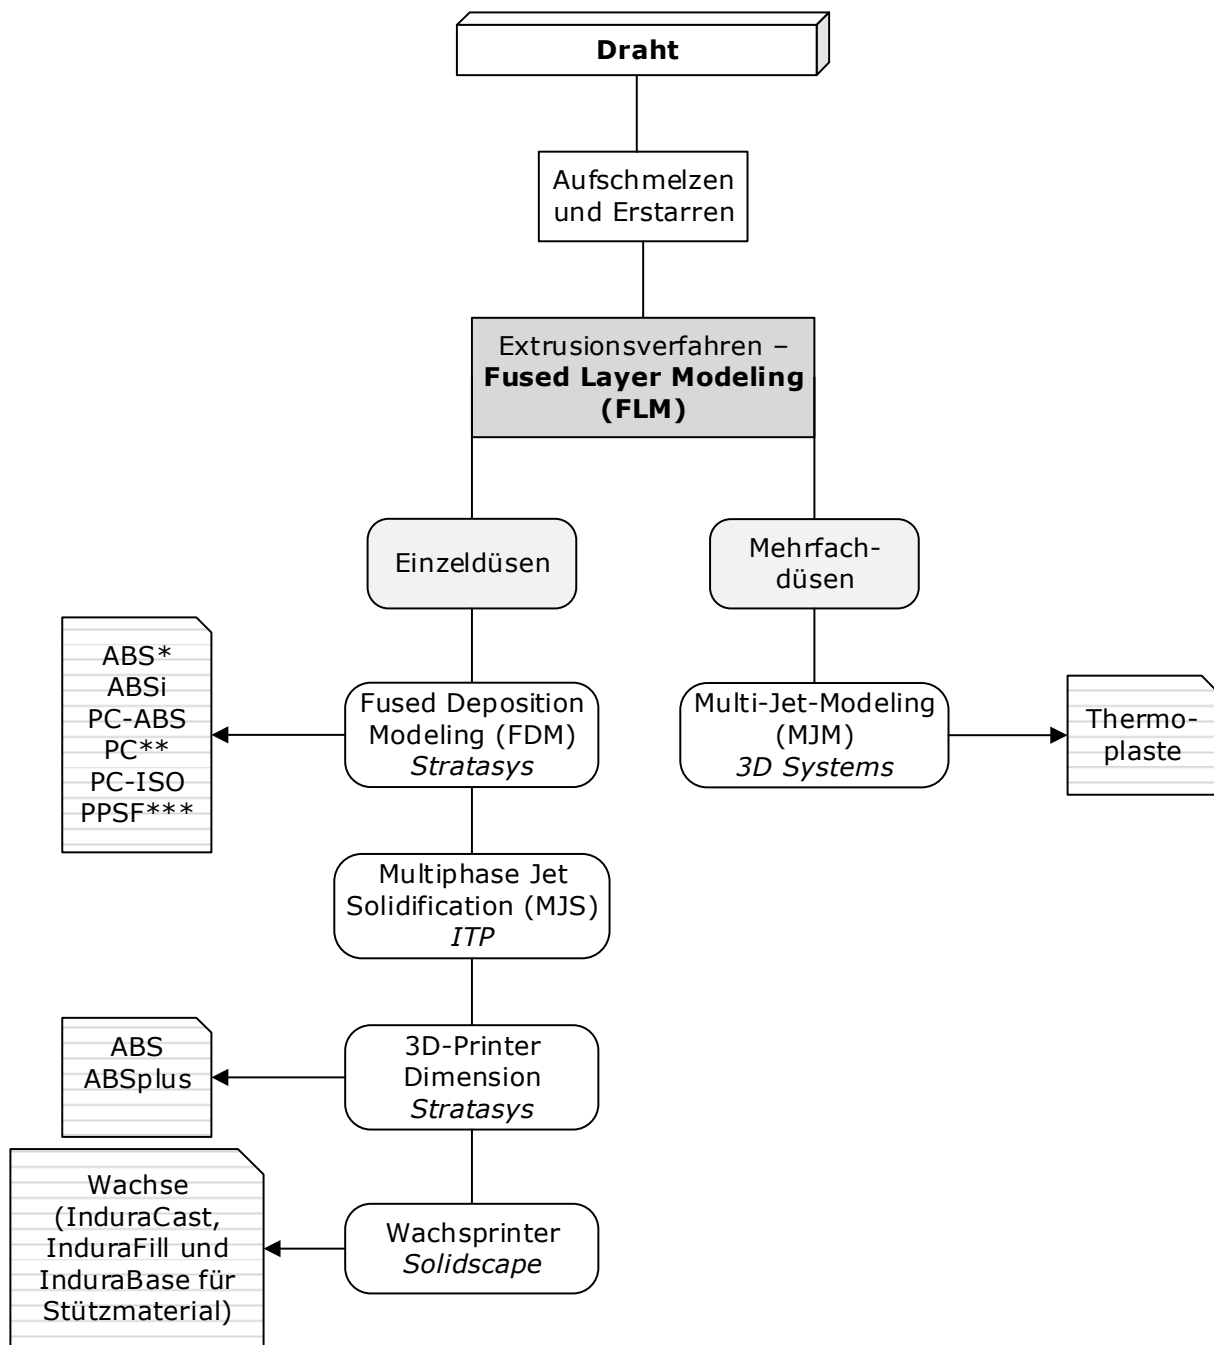 Draht
Aufschmelzen
und Erstarren
Extrusionsverfahren –
Fused Layer Modeling
(FLM)
Einzeldüsen
Mehrfach-
düsen
ABS*
ABSi
PC-ABS
PC**
PC-ISO
PPSF***
Fused Deposition
Modeling (FDM)
Stratasys
Multi-Jet-Modeling
(MJM)
3D Systems
Thermo-
plaste
Multiphase Jet
Solidification (MJS)
ITP
ABS
ABSplus
3D-Printer
Dimension
Stratasys
Wachse
(InduraCast,
InduraFill und
InduraBase für
Stützmaterial)
Wachsprinter
Solidscape